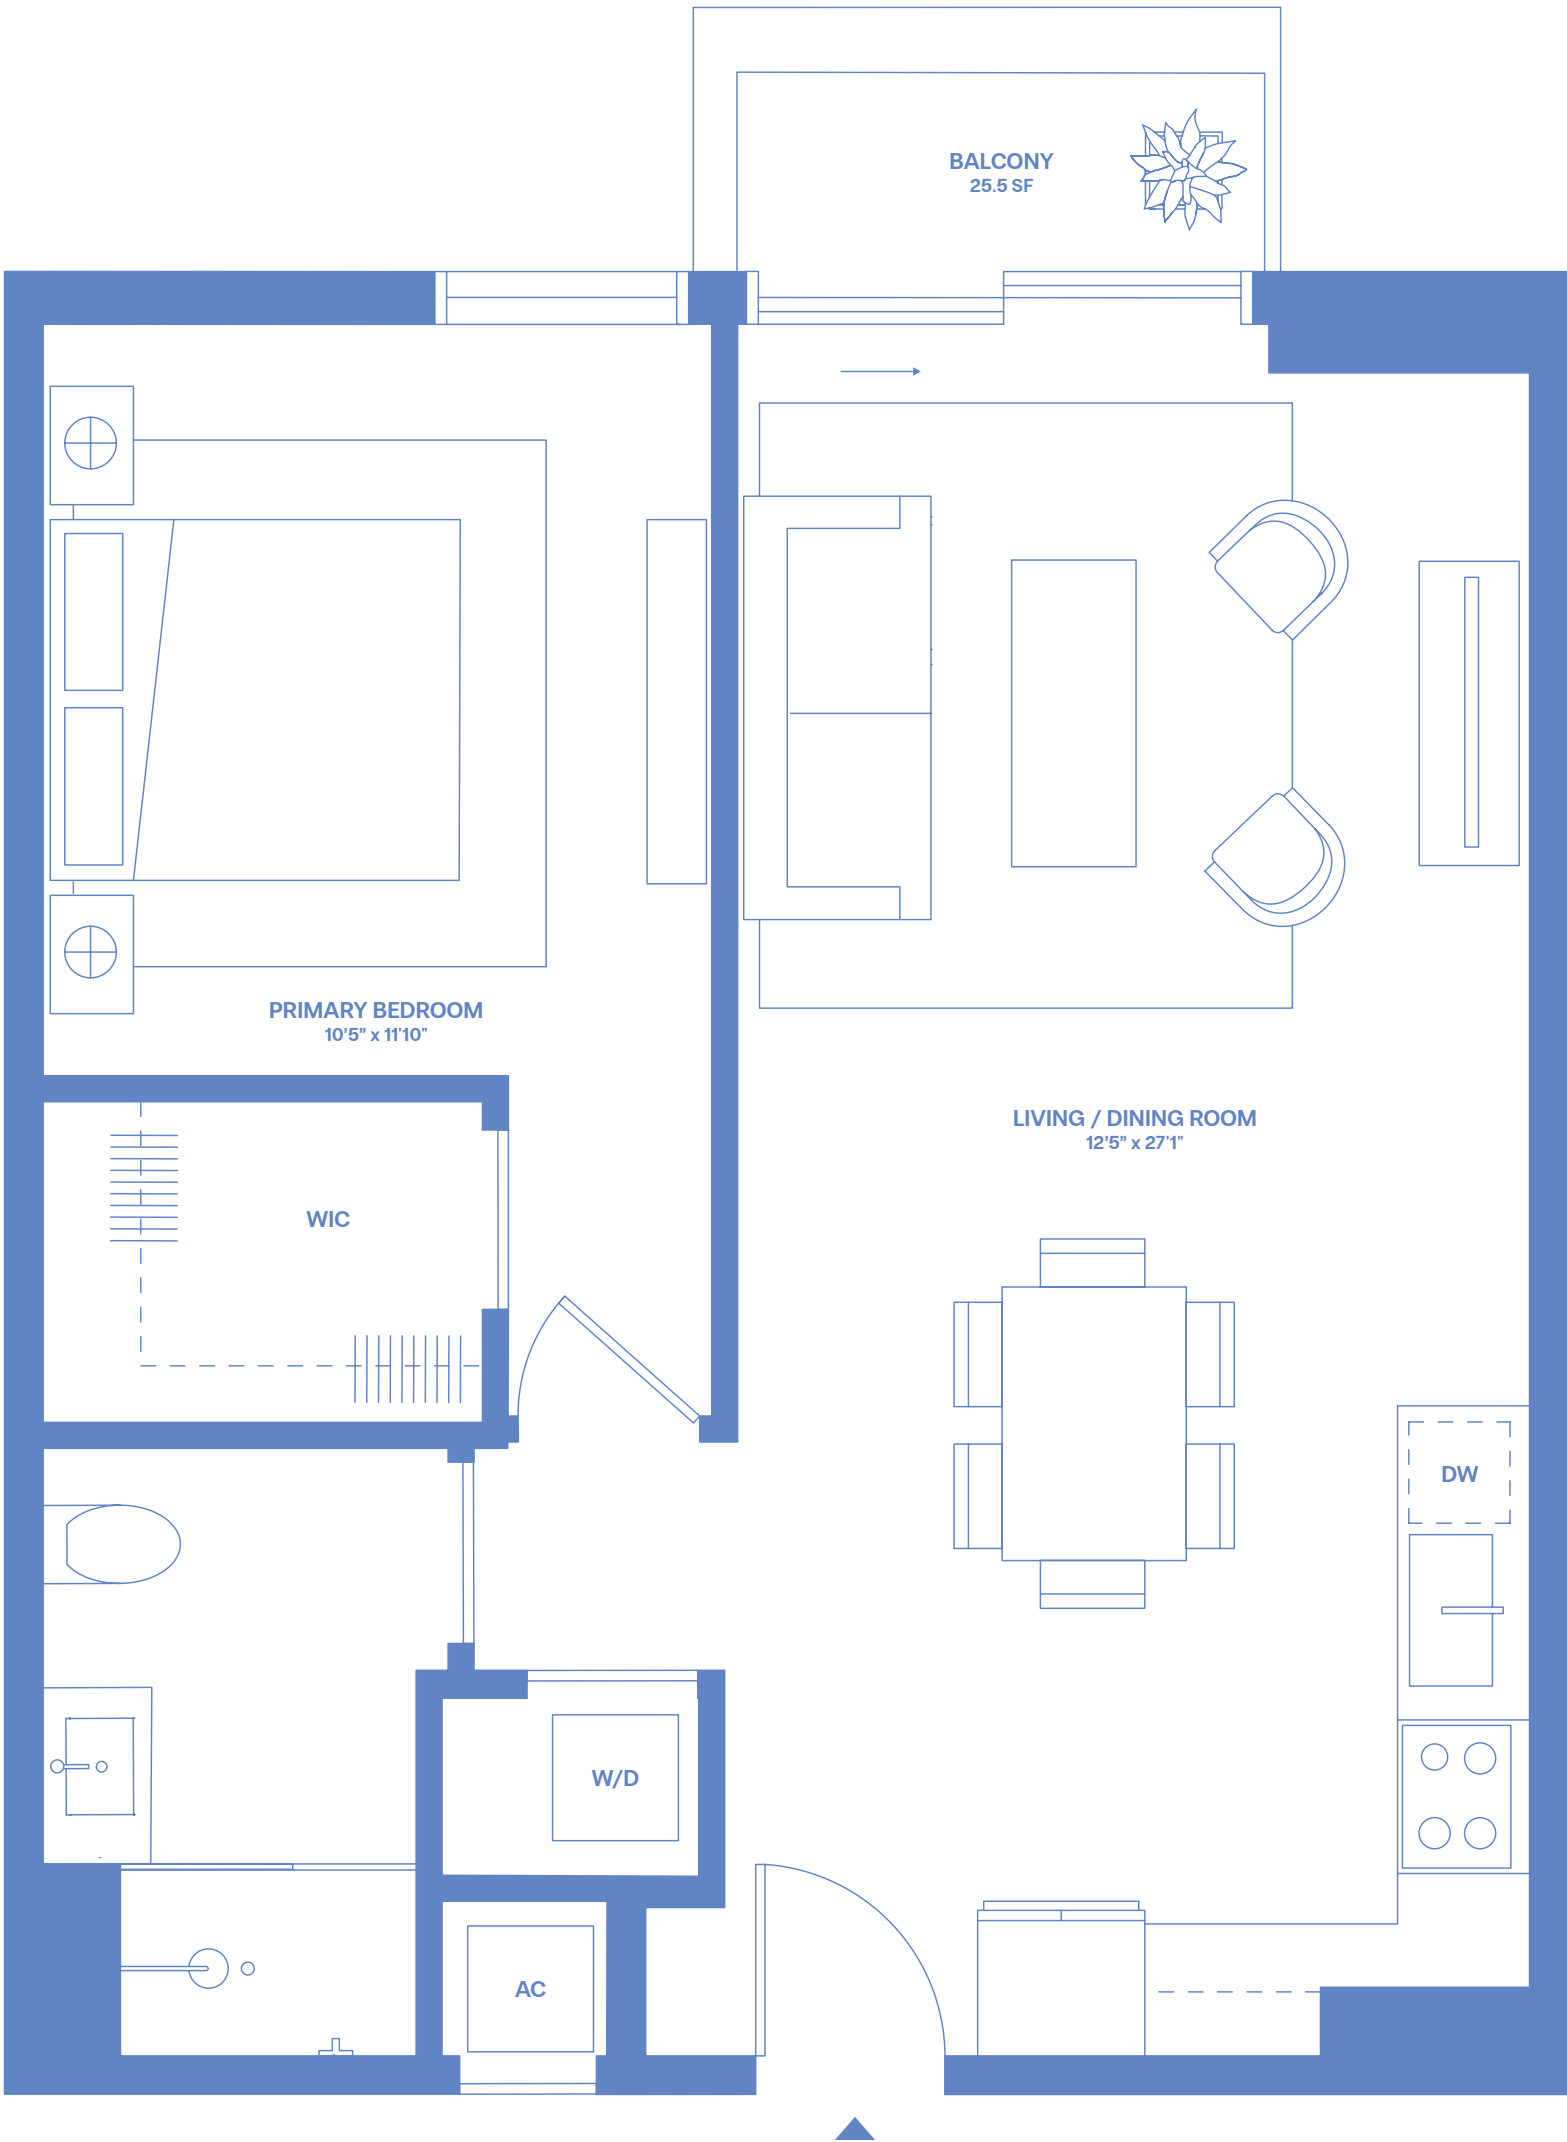 BALCONY
25.5 SF
PRIMARY BEDROOM
10’5” x 11'10"
LIVING / DINING ROOM
12’5” x 27'1"
WIC
DW
W/D
AC